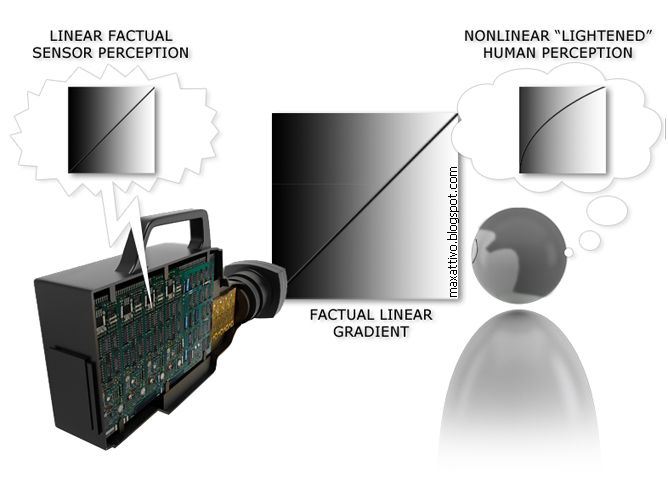 LINEAR FACTUAL
SENSOR PERCEPTION
NONLINEAR “LIGHTENED”
HUMAN PERCEPTION
maxattivo.blogspot.com
FACTUAL LINEAR
GRADIENT